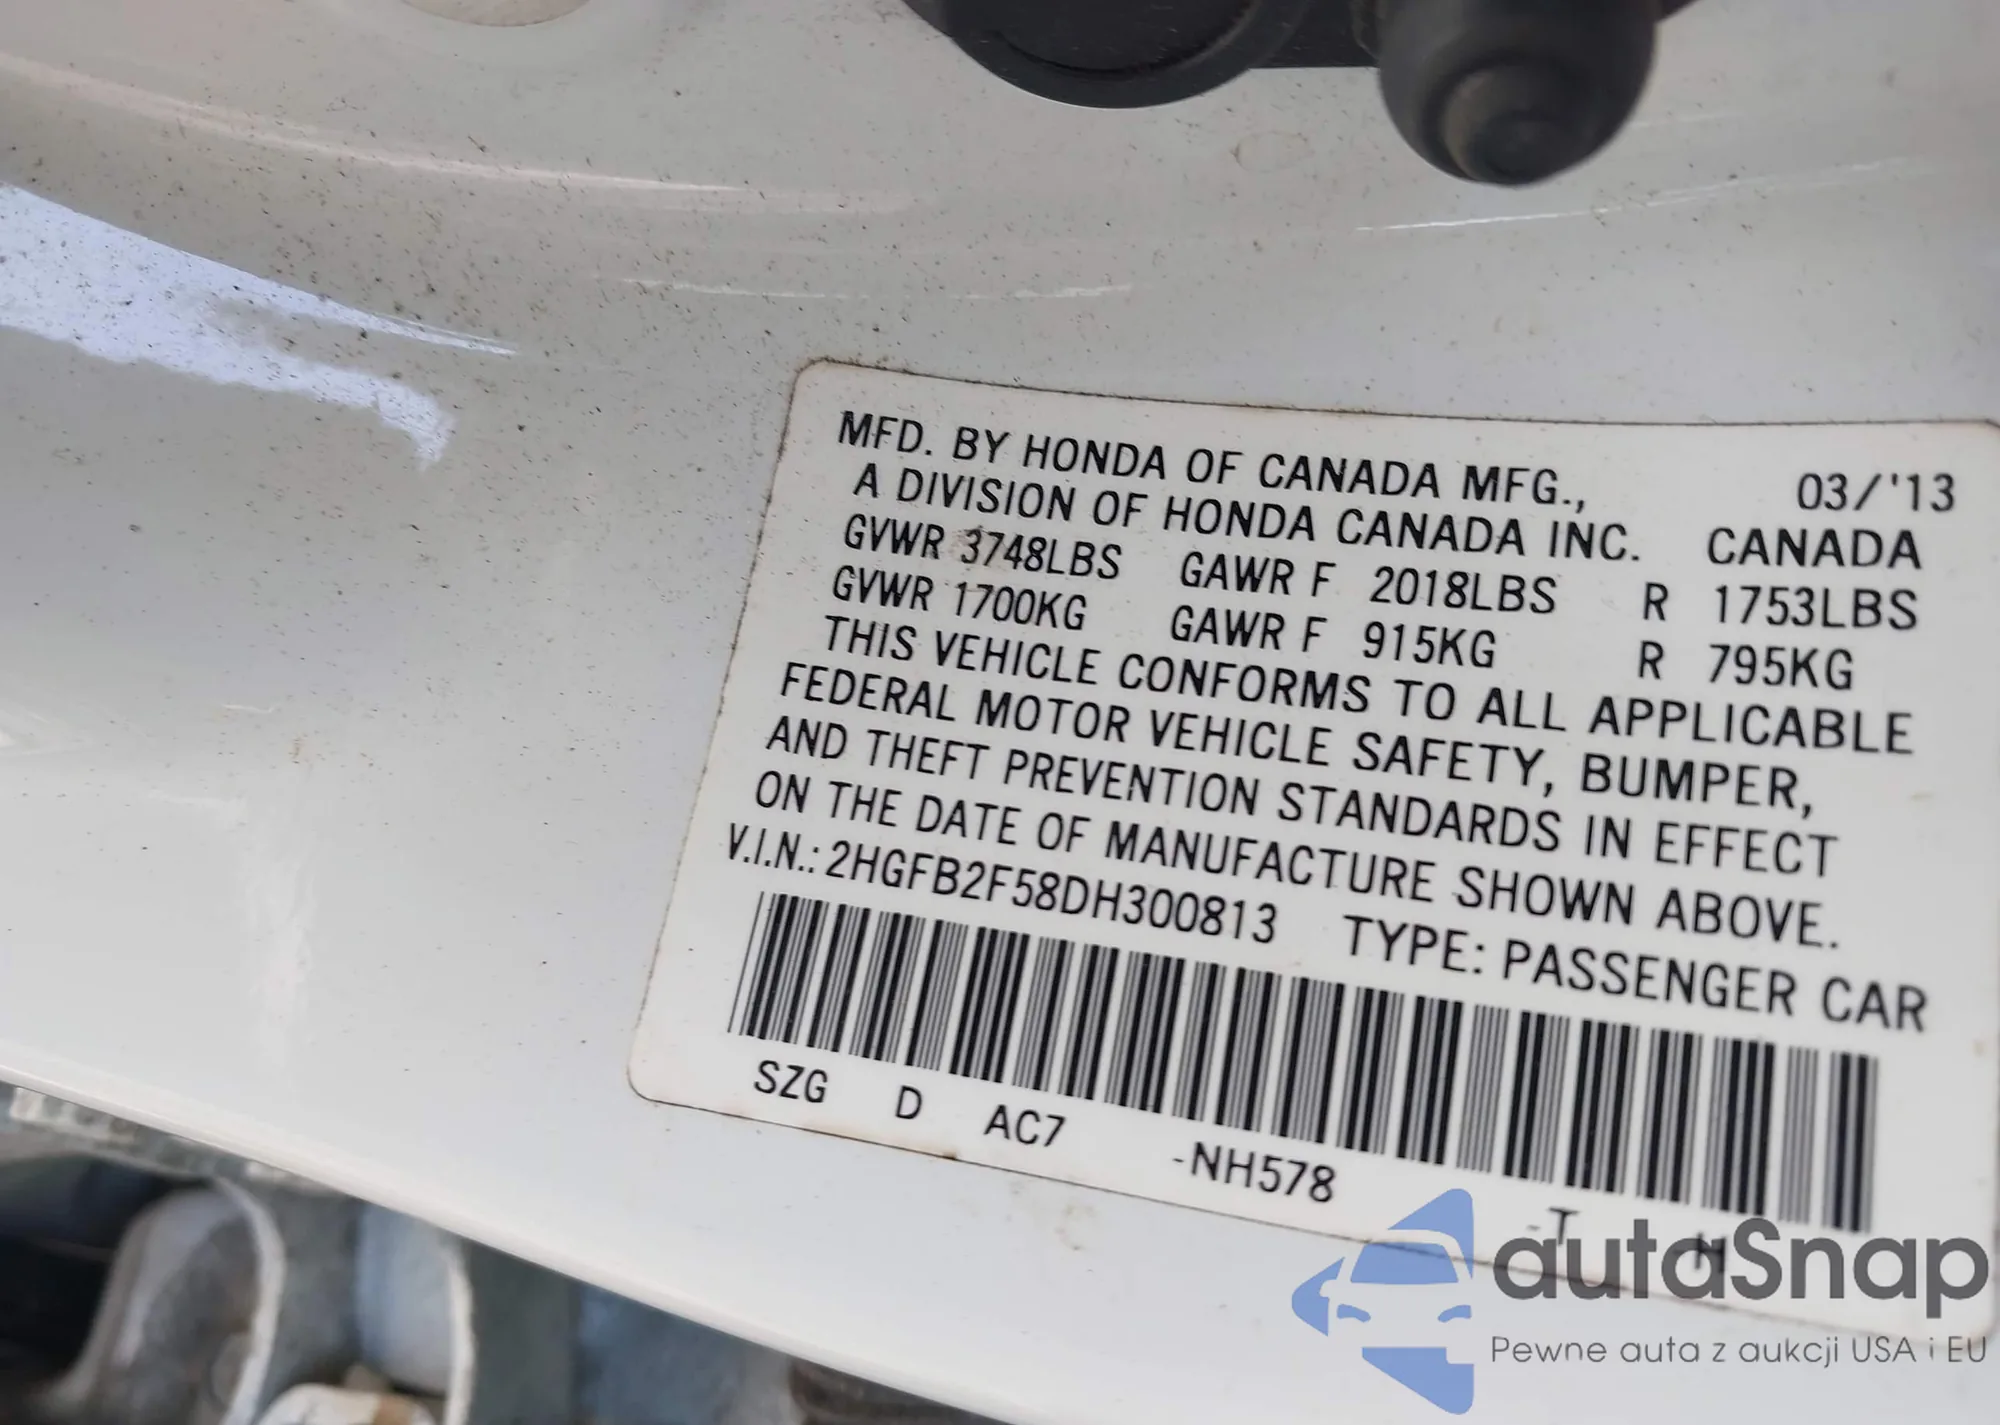 MFD. BY HONDA OF CANADA MFG., 03/'13
A DIVISION OF HONDA CANADA INC. CANADA
GVWR 3748LBS GAWR F 2018LBS R 1753LBS
GVWR 1700KG GAWR F 915KG R 795KG
THIS VEHICLE CONFORMS TO ALL APPLICABLE
FEDERAL MOTOR VEHICLE SAFETY, BUMPER,
AND THEFT PREVENTION STANDARDS IN EFFECT
ON THE DATE OF MANUFACTURE SHOWN ABOVE.
V.I.N.: 2HGFB2F58DH300813 TYPE: PASSENGER CAR
SZG D AC7 -NH578 -T H
autaSnap
Pewne auta z aukcji USA i EU